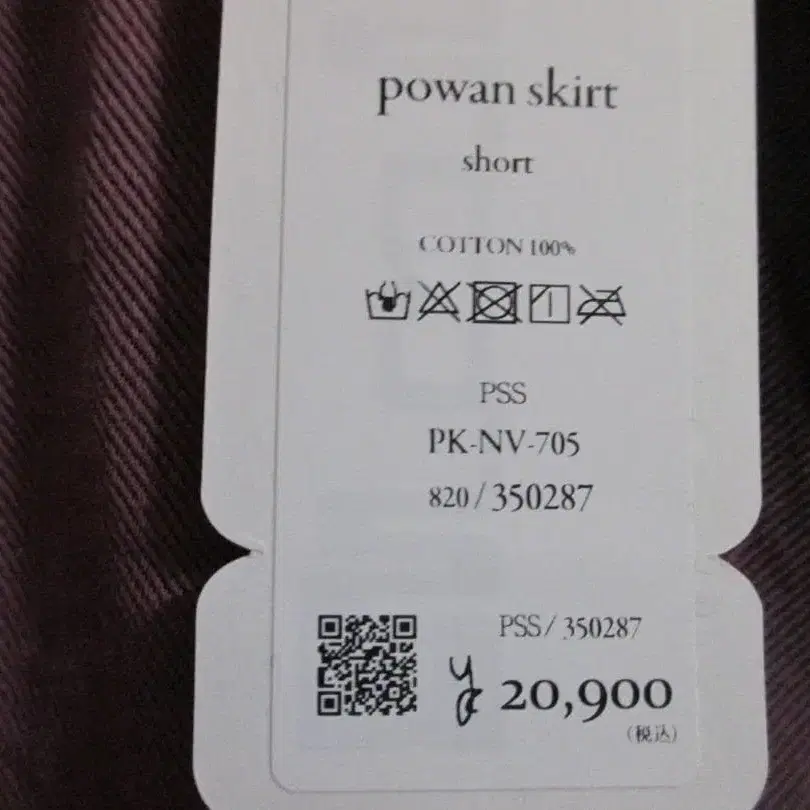 powan skirt
short
COTTON 100%
PSS
PK-NV-705
820 / 350287
PSS / 350287
¥ 20,900
(税込)